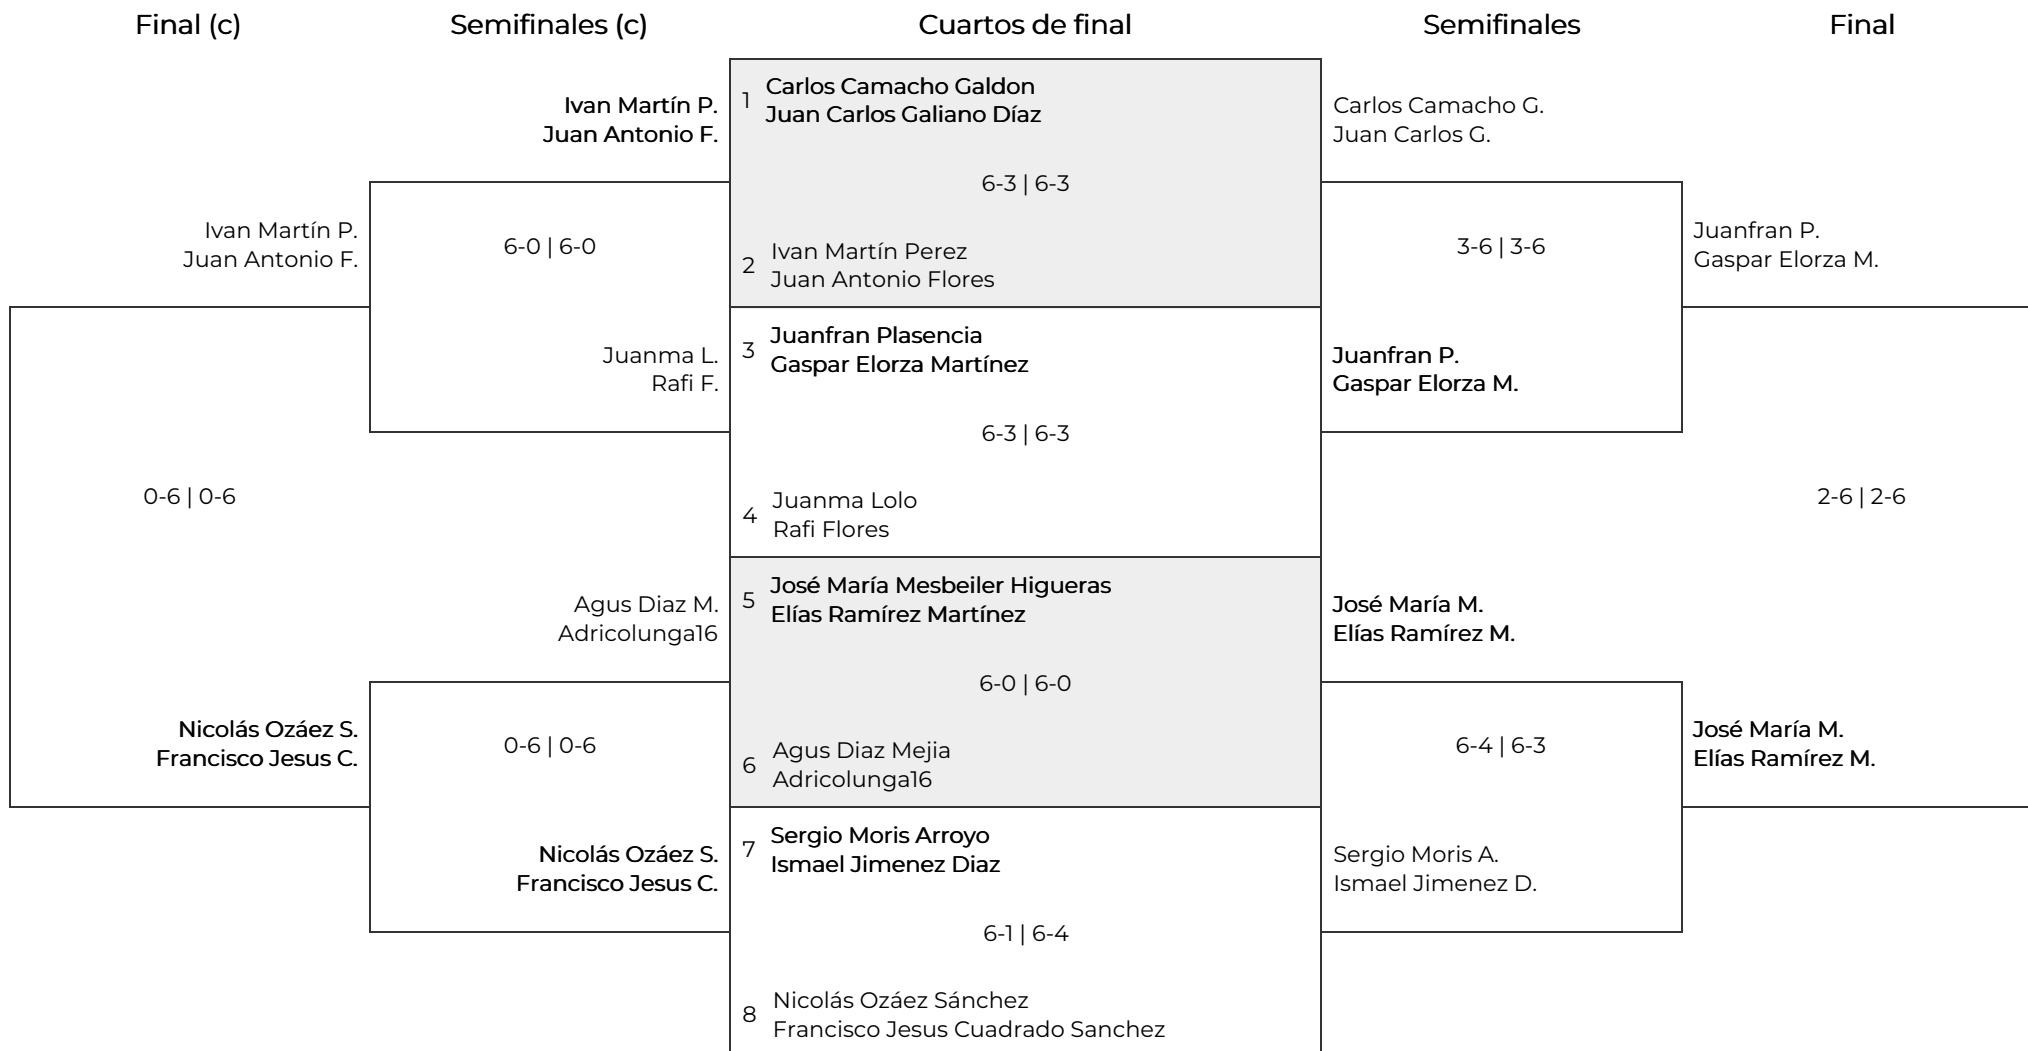 Final (c)
Semifinales (c)
Cuartos de final
Semifinales
Final
Ivan Martín P.
Juan Antonio F.
6-0 | 6-0
Juanma L.
Rafi F.
Ivan Martín P.
Juan Antonio F.
0-6 | 0-6
Nicolás Ozáez S.
Francisco Jesus C.
Agus Diaz M.
Adricolunga16
0-6 | 0-6
Nicolás Ozáez S.
Francisco Jesus C.
1
Carlos Camacho Galdon
Juan Carlos Galiano Díaz
6-3 | 6-3
2
Ivan Martín Perez
Juan Antonio Flores
3
Juanfran Plasencia
Gaspar Elorza Martínez
6-3 | 6-3
4
Juanma Lolo
Rafi Flores
5
José María Mesbeiler Higueras
Elías Ramírez Martínez
6-0 | 6-0
6
Agus Diaz Mejia
Adricolunga16
7
Sergio Moris Arroyo
Ismael Jimenez Diaz
6-1 | 6-4
8
Nicolás Ozáez Sánchez
Francisco Jesus Cuadrado Sanchez
Carlos Camacho G.
Juan Carlos G.
3-6 | 3-6
Juanfran P.
Gaspar Elorza M.
José María M.
Elías Ramírez M.
6-4 | 6-3
Sergio Moris A.
Ismael Jimenez D.
Juanfran P.
Gaspar Elorza M.
2-6 | 2-6
José María M.
Elías Ramírez M.